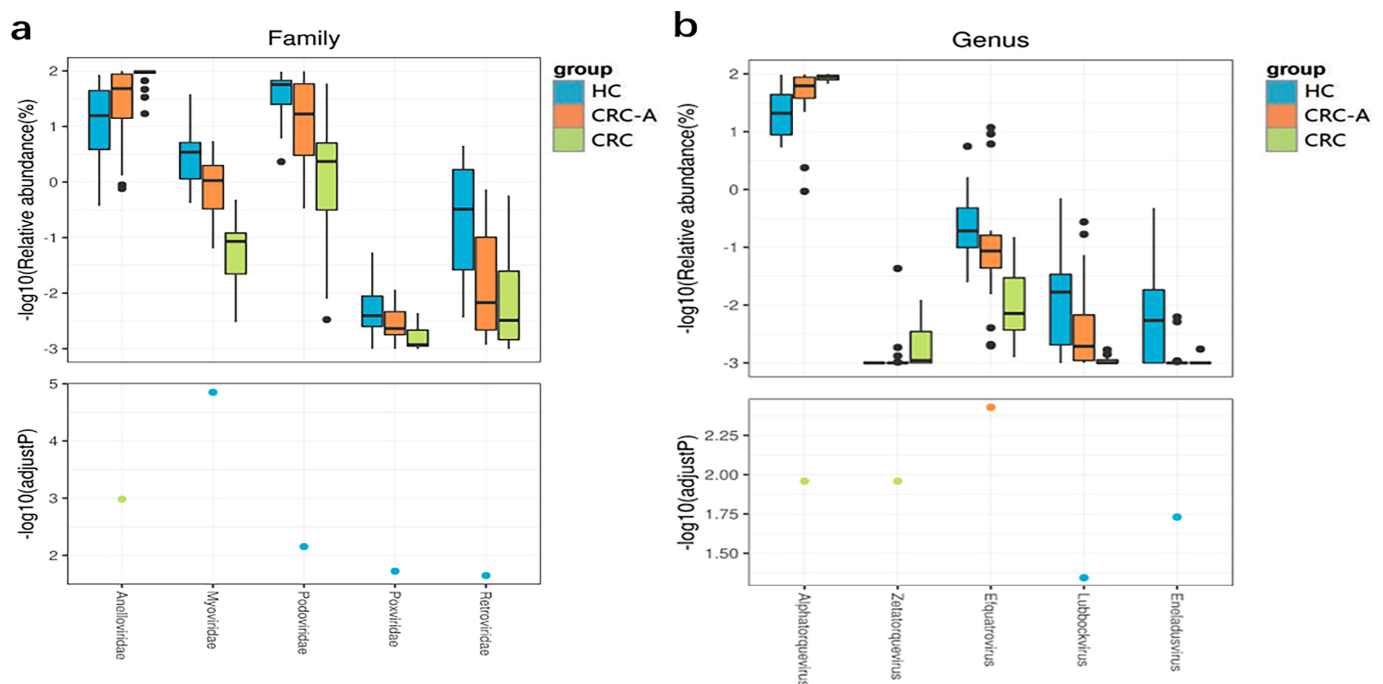 a
Family
-log10(Relative abundance(%)
2
1
0
-1
-2
-3
group
HC
CRC-A
CRC
-log10(adjustP)
5
4
3
2
Anelloviridae
Myoviridae
Podoviridae
Poxviridae
Retroviridae
b
Genus
-log10(Relative abundance(%)
2
1
0
-1
-2
-3
group
HC
CRC-A
CRC
-log10(adjustP)
2.25
2.00
1.75
1.50
Alphatorquevirus
Zetatorquevirus
Efquatrovirus
Lubbockvirus
Eneladusvirus